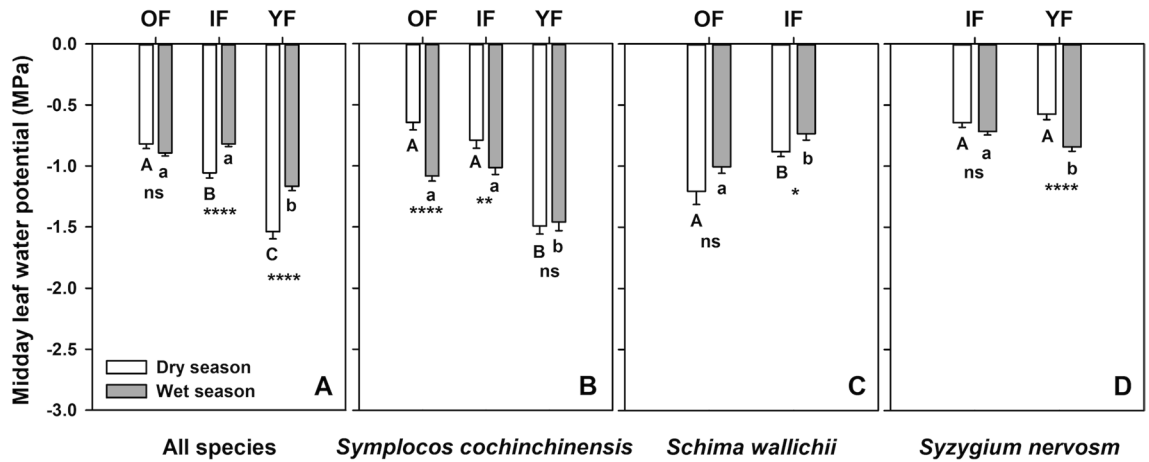 OF IF YF OF IF YF OF IF IF YF
Midday leaf water potential (MPa)
0.0
-0.5
-1.0
-1.5
-2.0
-2.5
-3.0
A a ns
B a ****
C b ****
Dry season
Wet season
A
A a ****
A a **
B b ns
B
A a ns
B b *
C
A a ns
A b ****
D
All species
Symplocos cochinchinensis
Schima wallichii
Syzygium nervosm